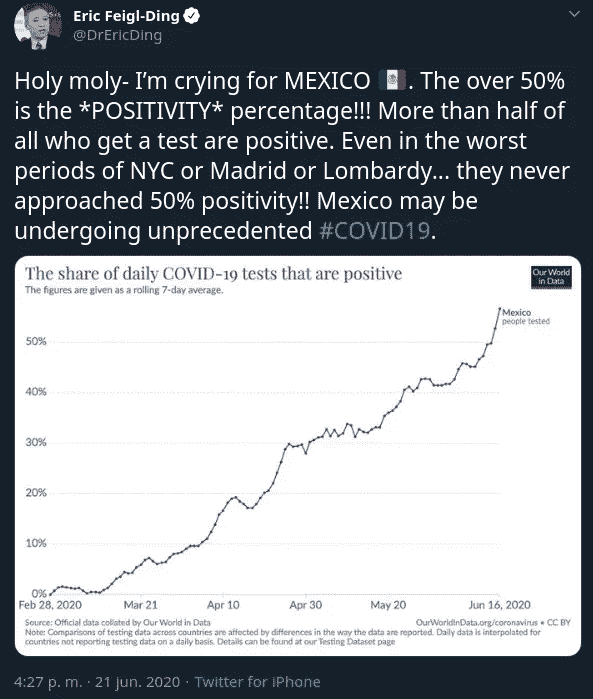 Eric Feigl-Ding
@DrEricDing
Holy moly- I’m crying for MEXICO 🇲🇽. The over 50%
is the *POSITIVITY* percentage!!! More than half of
all who get a test are positive. Even in the worst
periods of NYC or Madrid or Lombardy... they never
approached 50% positivity!! Mexico may be
undergoing unprecedented #COVID19.
The share of daily COVID-19 tests that are positive
The figures are given as a rolling 7-day average.
Our World
in Data
Mexico
people tested
50%
40%
30%
20%
10%
0%
Feb 28, 2020 Mar 21 Apr 10 Apr 30 May 20 Jun 16, 2020
Source: Official data collated by Our World in Data OurWorldInData.org/coronavirus • CC BY
Note: Comparisons of testing data across countries are affected by differences in the way the data are reported. Daily data is interpolated for
countries not reporting testing data on a daily basis. Details can be found at our Testing Dataset page
4:27 p. m. · 21 jun. 2020 · Twitter for iPhone